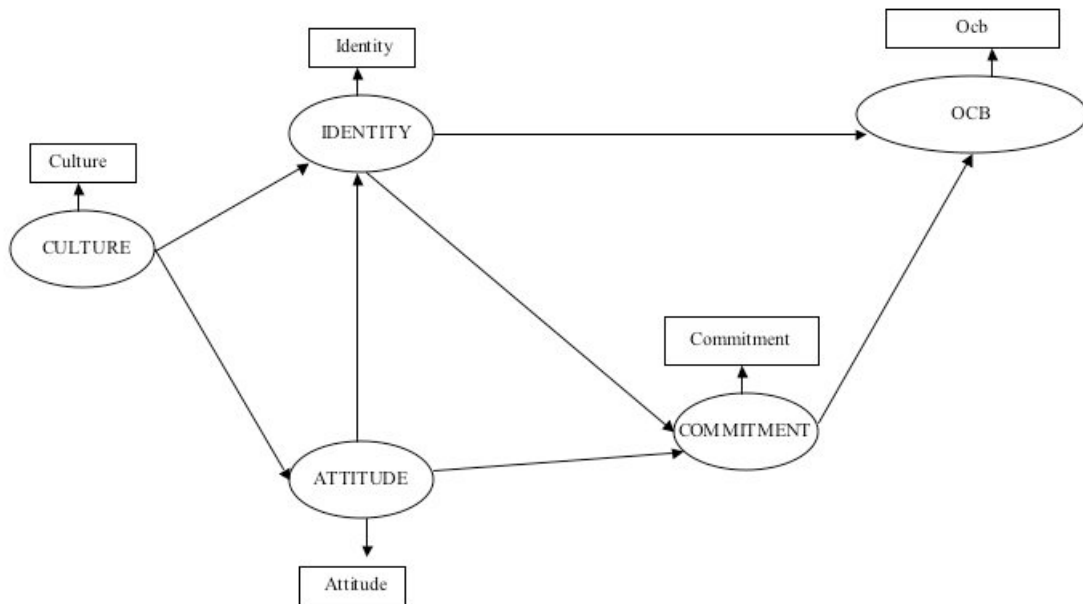 Ocb
Identity
OCB
IDENTITY
Culture
CULTURE
Commitment
COMMITMENT
ATTITUDE
Attitude